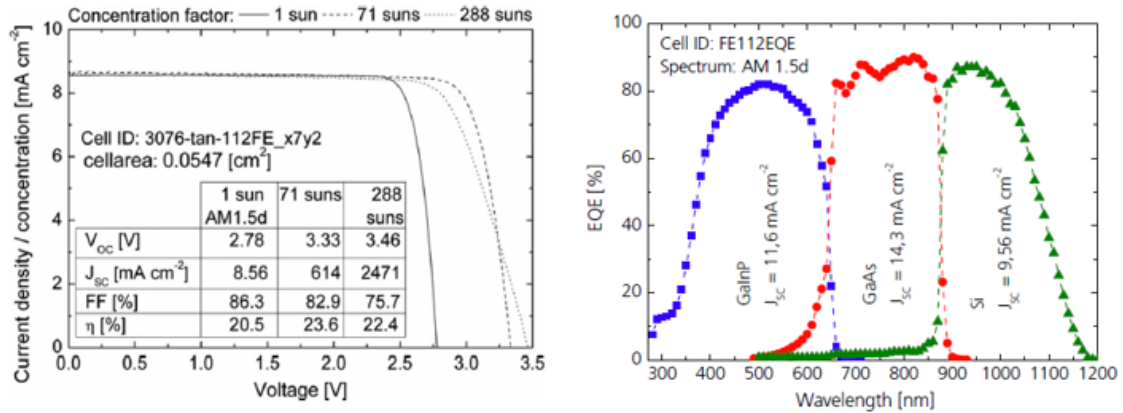 Concentration factor: 1 sun 71 suns 288 suns
Current density / concentration [mA cm⁻²]
10
8
6
4
2
0
Cell ID: 3076-tan-112FE_x7y2
cellarea: 0.0547 [cm²]
1 sun AM1.5d 71 suns 288 suns
V_OC [V] 2.78 3.33 3.46
J_SC [mA cm⁻²] 8.56 614 2471
FF [%] 86.3 82.9 75.7
η [%] 20.5 23.6 22.4
0.0 0.5 1.0 1.5 2.0 2.5 3.0 3.5
Voltage [V]
EQE [%]
100
80
60
40
20
0
Cell ID: FE112EQE
Spectrum: AM 1.5d
GaInP
J_SC = 11,6 mA cm⁻²
GaAs
J_SC = 14,3 mA cm⁻²
Si
J_SC = 9,56 mA cm⁻²
300 400 500 600 700 800 900 1000 1100 1200
Wavelength [nm]